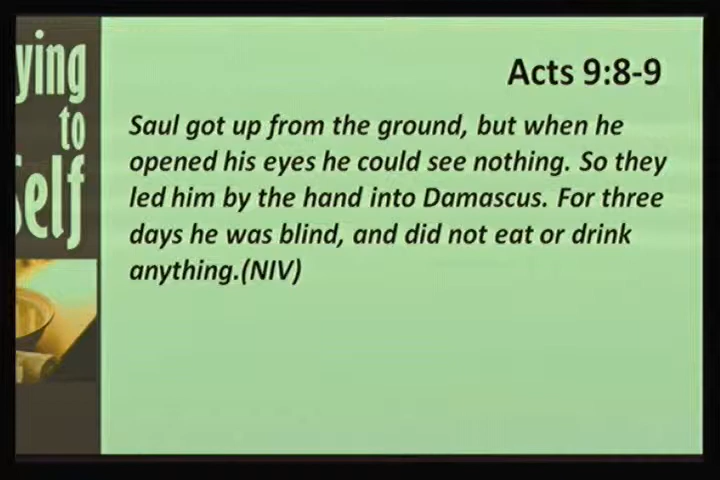 ying
to
Self
Acts 9:8-9
Saul got up from the ground, but when he
opened his eyes he could see nothing. So they
led him by the hand into Damascus. For three
days he was blind, and did not eat or drink
anything.(NIV)